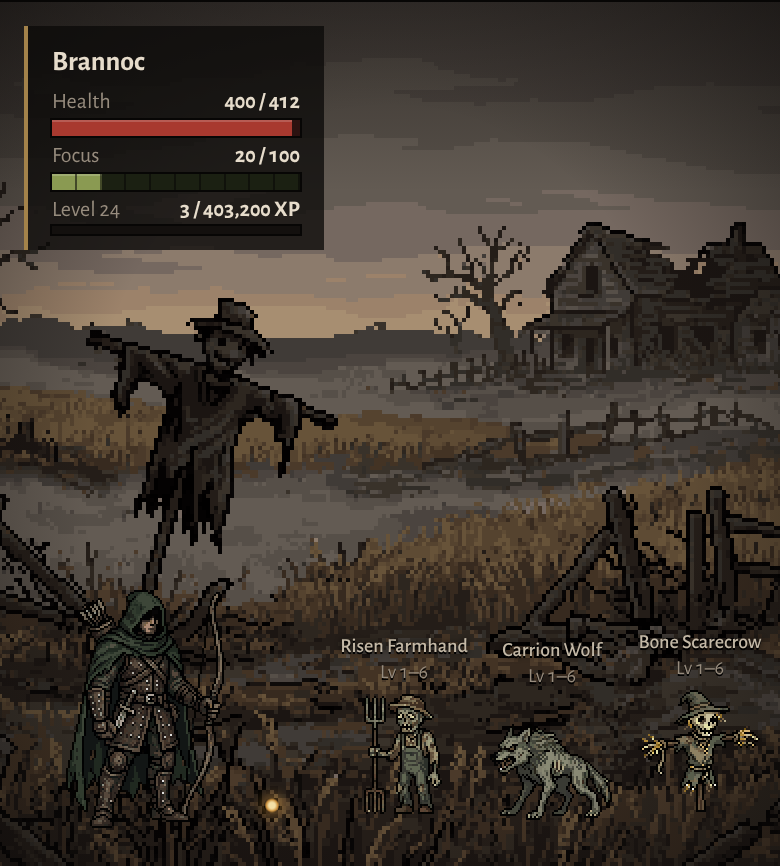 Brannoc
Health 400 / 412
Focus 20 / 100
Level 24 3 / 403,200 XP
Risen Farmhand Carrion Wolf Bone Scarecrow
Lv 1–6 Lv 1–6 Lv 1–6